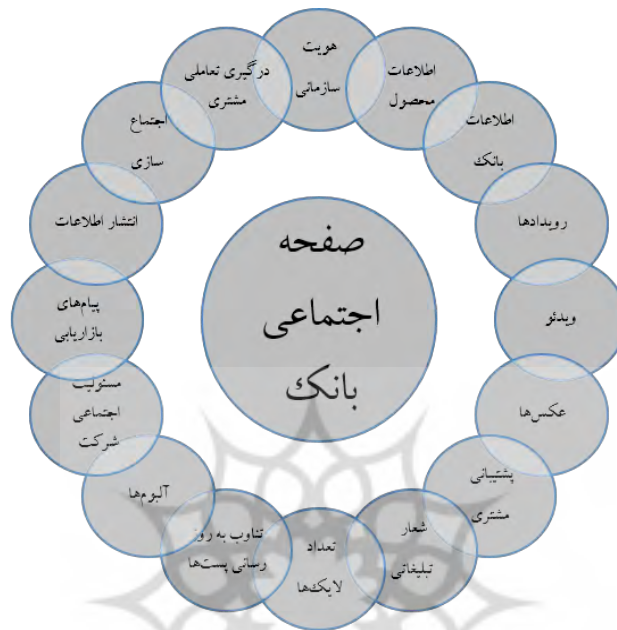 صفحه
اجتماعی
بانک
هویت
سازمانی
اطلاعات
محصول
اطلاعات
بانک
رویدادها
ویدئو
عکس‌ها
پشتیبانی
مشتری
شعار
تبلیغاتی
تعداد
لایک‌ها
تناوب به روز
رسانی پست‌ها
آلبوم‌ها
مسئولیت
اجتماعی
شرکت
پیام‌های
بازاریابی
انتشار اطلاعات
اجتماع
سازی
درگیری تعاملی
مشتری